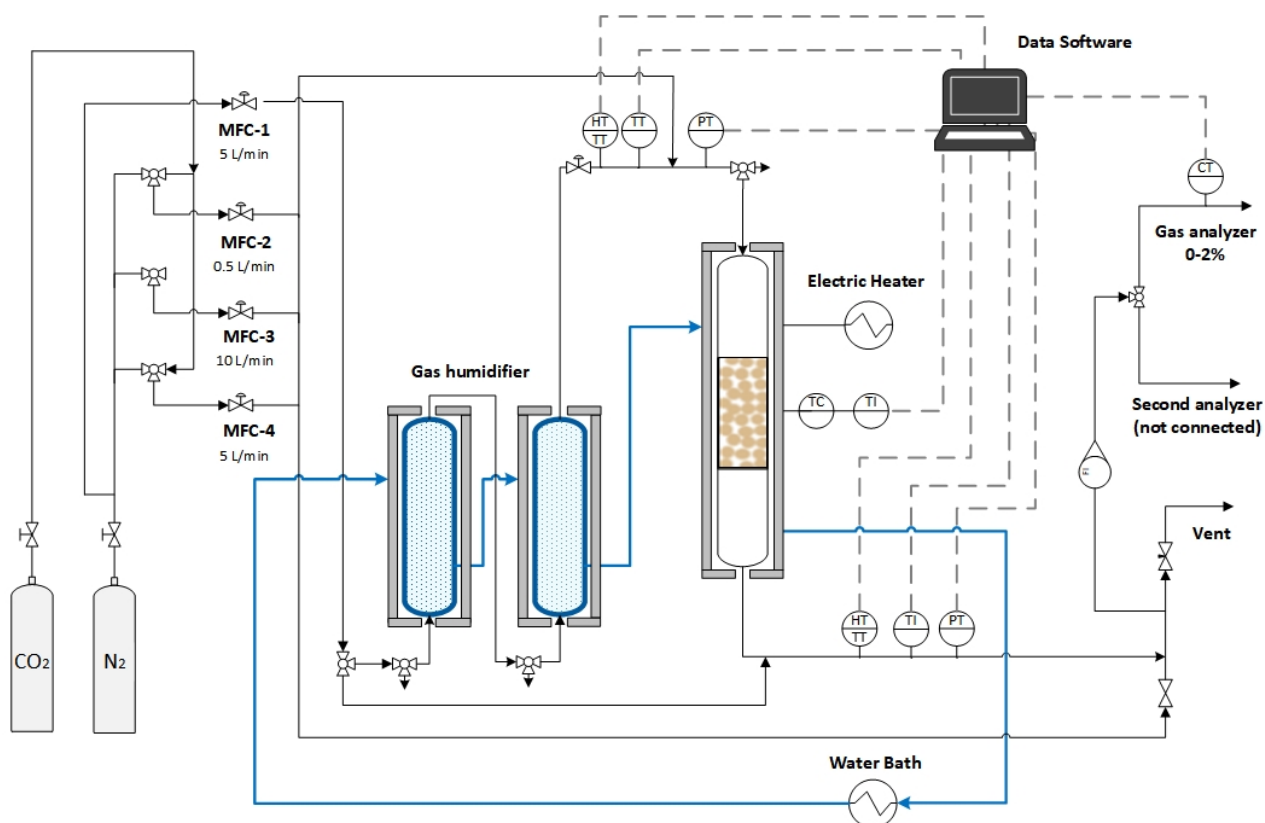 Data Software
HT
TT
TT
PT
MFC-1
5 L/min
CT
MFC-2
0.5 L/min
Gas analyzer
0-2%
Electric Heater
MFC-3
10 L/min
Gas humidifier
TC
TI
Second analyzer
(not connected)
MFC-4
5 L/min
FI
Vent
HT
TT
TI
PT
CO2
N2
Water Bath